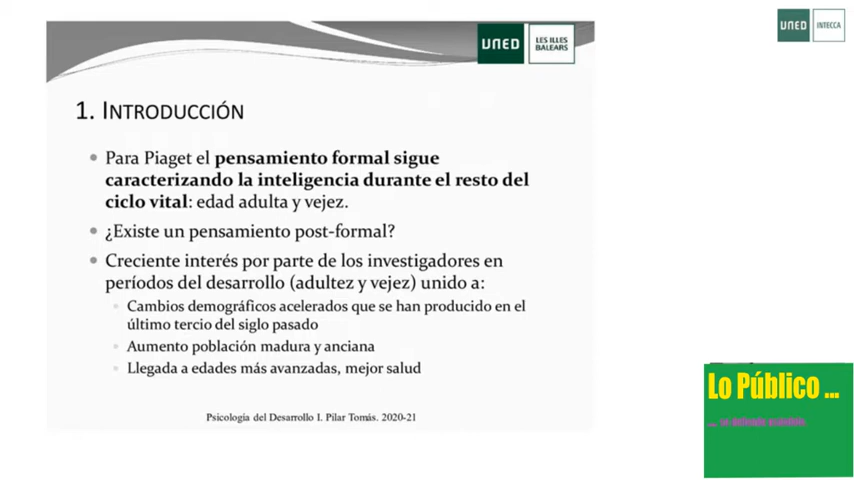 UNED
LES ILLES
BALEARS
UNED
INTECCA
1. INTRODUCCIÓN
• Para Piaget el pensamiento formal sigue
caracterizando la inteligencia durante el resto del
ciclo vital: edad adulta y vejez.
• ¿Existe un pensamiento post-formal?
• Creciente interés por parte de los investigadores en
períodos del desarrollo (adultez y vejez) unido a:
• Cambios demográficos acelerados que se han producido en el
último tercio del siglo pasado
• Aumento población madura y anciana
• Llegada a edades más avanzadas, mejor salud
Psicología del Desarrollo I. Pilar Tomás. 2020-21
Lo Público ...